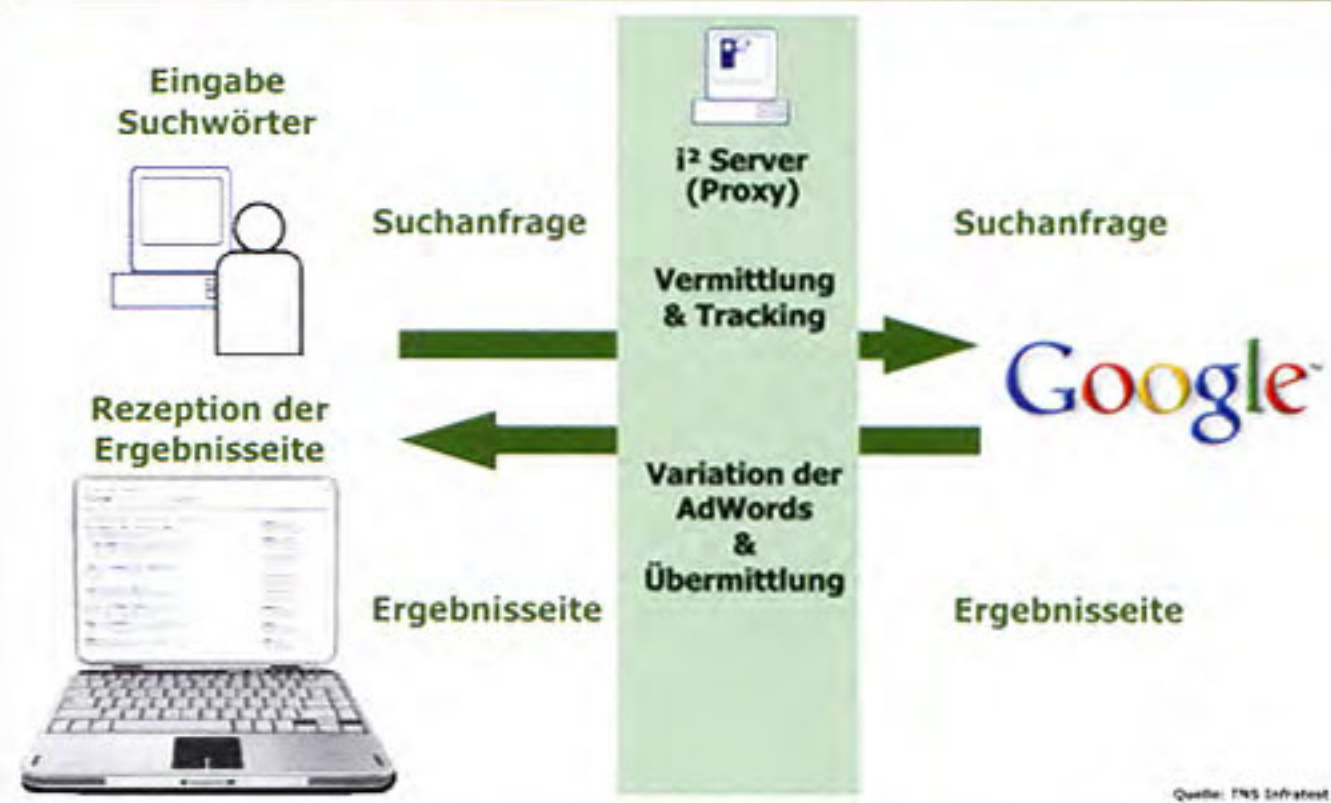 Eingabe
Suchwörter
i² Server
(Proxy)
Suchanfrage
Suchanfrage
Vermittlung
& Tracking
Google
Rezeption der
Ergebnisseite
Variation der
AdWords
&
Übermittlung
Ergebnisseite
Ergebnisseite
Quelle: TNS Infratest